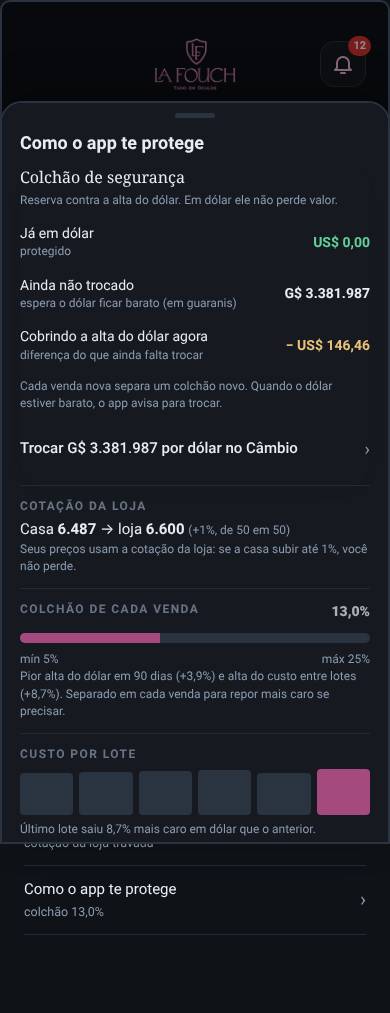 12
LA FOUCH
Como o app te protege
Colchão de segurança
Reserva contra a alta do dólar. Em dólar ele não perde valor.
Já em dólar
US$ 0,00
protegido
Ainda não trocado
G$ 3.381.987
espera o dólar ficar barato (em guaranis)
Cobrindo a alta do dólar agora
− US$ 146,46
diferença do que ainda falta trocar
Cada venda nova separa um colchão novo. Quando o dólar
estiver barato, o app avisa para trocar.
Trocar G$ 3.381.987 por dólar no Câmbio ›
COTAÇÃO DA LOJA
Casa 6.487 → loja 6.600 (+1%, de 50 em 50)
Seus preços usam a cotação da loja: se a casa subir até 1%, você
não perde.
COLCHÃO DE CADA VENDA
13,0%
mín 5%
máx 25%
Pior alta do dólar em 90 dias (+3,9%) e alta do custo entre lotes
(+8,7%). Separado em cada venda para repor mais caro se
precisar.
CUSTO POR LOTE
Último lote saiu 8,7% mais caro em dólar que o anterior.
cotação da loja travada
Como o app te protege ›
colchão 13,0%